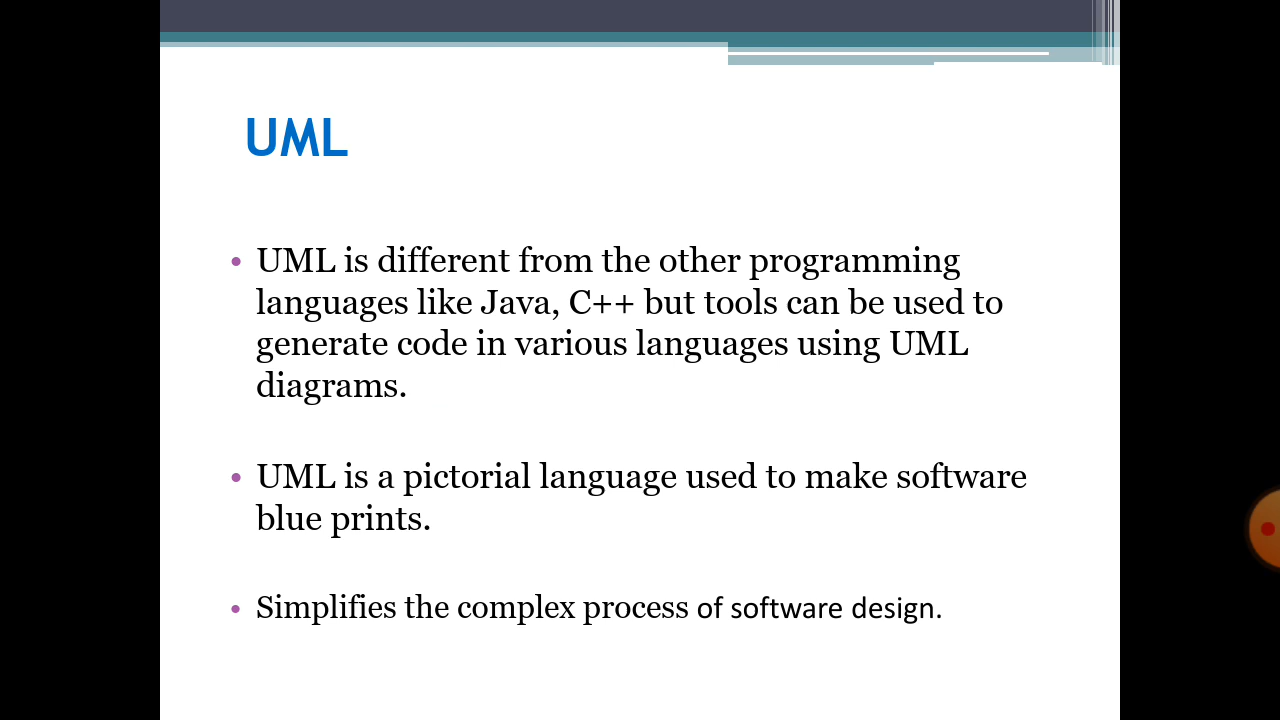 UML
• UML is different from the other programming
languages like Java, C++ but tools can be used to
generate code in various languages using UML
diagrams.
• UML is a pictorial language used to make software
blue prints.
• Simplifies the complex process of software design.